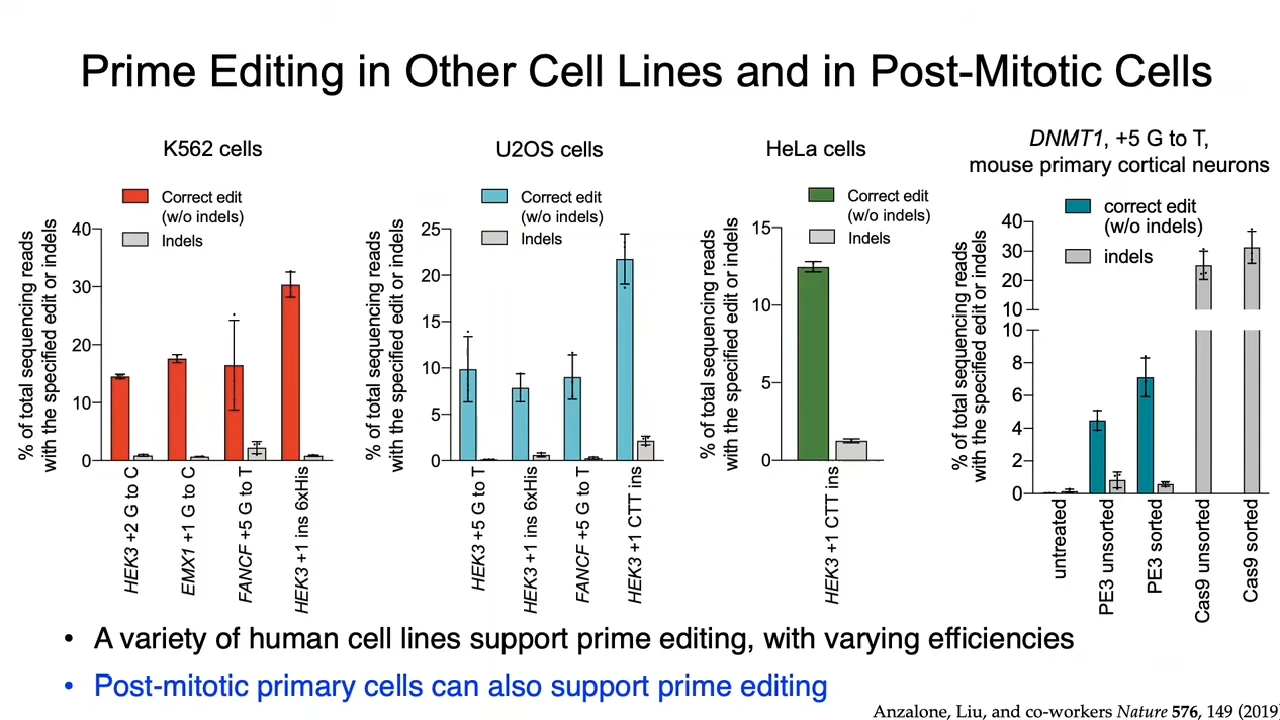 Prime Editing in Other Cell Lines and in Post-Mitotic Cells
K562 cells
Correct edit
(w/o indels)
Indels
% of total sequencing reads
with the specified edit or indels
40
30
20
10
0
HEK3 +2 G to C
EMX1 +1 G to C
FANCF +5 G to T
HEK3 +1 ins 6xHis
U2OS cells
Correct edit
(w/o indels)
Indels
% of total sequencing reads
with the specified edit or indels
25
20
15
10
5
0
HEK3 +5 G to T
HEK3 +1 ins 6xHis
FANCF +5 G to T
HEK3 +1 CTT ins
HeLa cells
Correct edit
(w/o indels)
Indels
% of total sequencing reads
with the specified edit or indels
15
10
5
0
HEK3 +1 CTT ins
DNMT1, +5 G to T,
mouse primary cortical neurons
correct edit
(w/o indels)
indels
% of total sequencing reads
with the specified edit or indels
40
30
20
10
10
8
6
4
2
0
untreated
PE3 unsorted
PE3 sorted
Cas9 unsorted
Cas9 sorted
• A variety of human cell lines support prime editing, with varying efficiencies
• Post-mitotic primary cells can also support prime editing
Anzalone, Liu, and co-workers Nature 576, 149 (2019